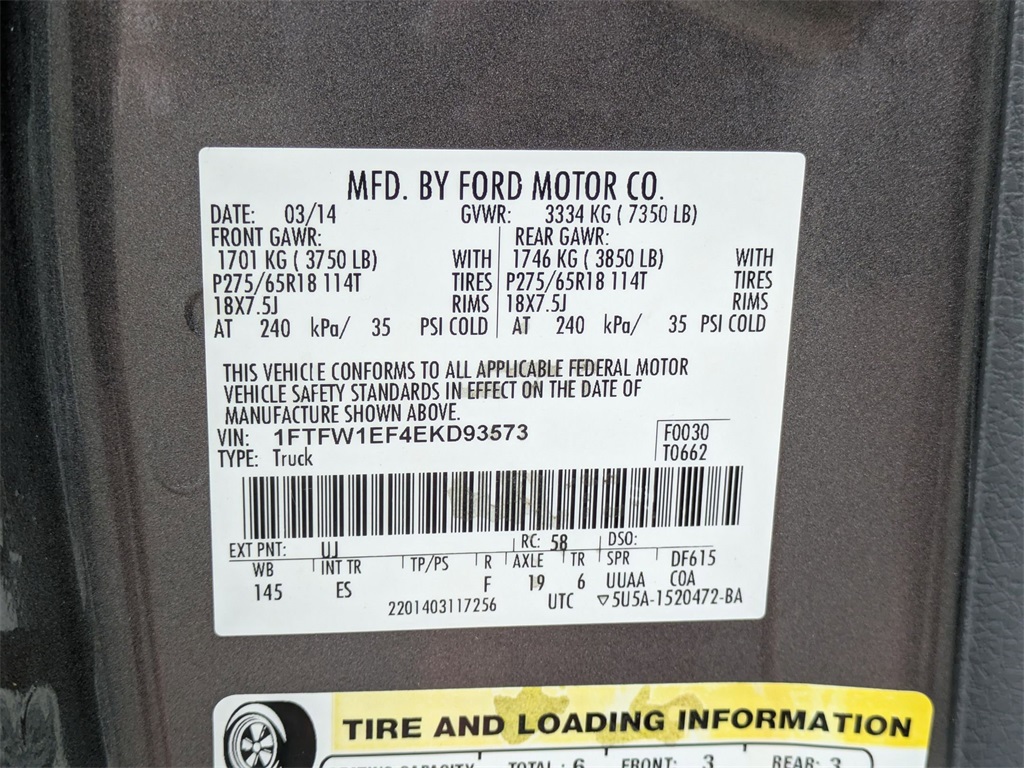 MFD. BY FORD MOTOR CO.
DATE: 03/14 GVWR: 3334 KG ( 7350 LB)
FRONT GAWR: REAR GAWR:
1701 KG ( 3750 LB) WITH 1746 KG ( 3850 LB) WITH
P275/65R18 114T TIRES P275/65R18 114T TIRES
18X7.5J RIMS 18X7.5J RIMS
AT 240 kPa/ 35 PSI COLD AT 240 kPa/ 35 PSI COLD
THIS VEHICLE CONFORMS TO ALL APPLICABLE FEDERAL MOTOR
VEHICLE SAFETY STANDARDS IN EFFECT ON THE DATE OF
MANUFACTURE SHOWN ABOVE.
VIN: 1FTFW1EF4EKD93573 F0030
TYPE: Truck T0662
EXT PNT: UJ RC: 58 DSO:
WB INT TR TP/PS R AXLE TR SPR DF615
145 ES F 19 6 UUAA COA
2201403117256 UTC ▽5U5A-1520472-BA
TIRE AND LOADING INFORMATION
SEATING CAPACITY TOTAL : 6 FRONT: 3 REAR: 3